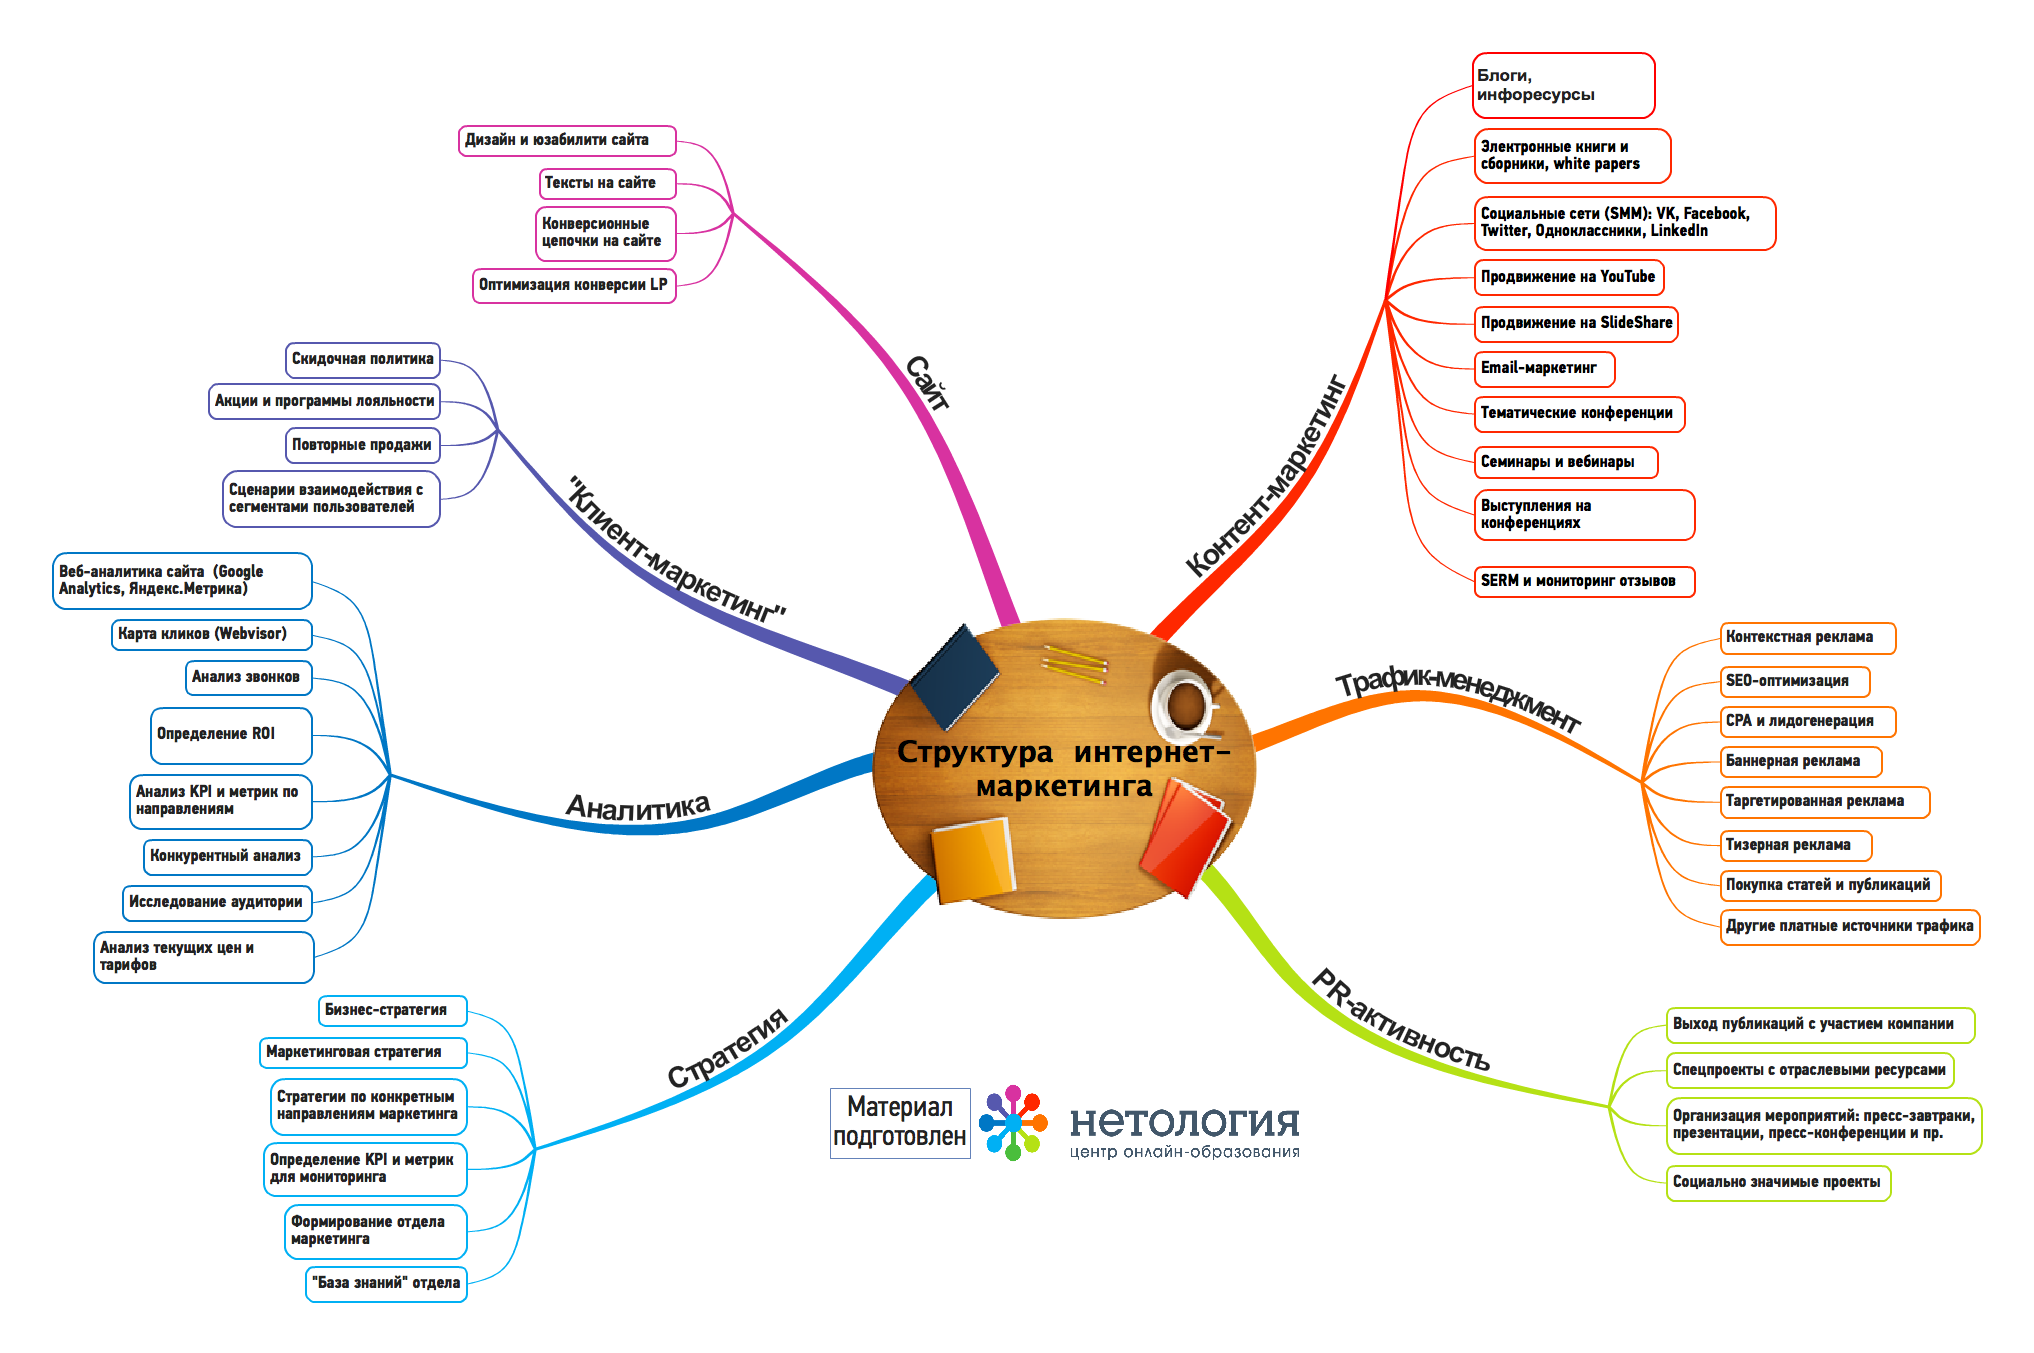 Структура интернет-
маркетинга
Контент-маркетинг
Блоги,
инфоресурсы
Электронные книги и
сборники, white papers
Социальные сети (SMM): VK, Facebook,
Twitter, Одноклассники, LinkedIn
Продвижение на YouTube
Продвижение на SlideShare
Email-маркетинг
Тематические конференции
Семинары и вебинары
Выступления на
конференциях
SERM и мониторинг отзывов
Трафик-менеджмент
Контекстная реклама
SEO-оптимизация
CPA и лидогенерация
Баннерная реклама
Таргетированная реклама
Тизерная реклама
Покупка статей и публикаций
Другие платные источники трафика
PR-активность
Выход публикаций с участием компании
Спецпроекты с отраслевыми ресурсами
Организация мероприятий: пресс-завтраки,
презентации, пресс-конференции и пр.
Социально значимые проекты
Сайт
Дизайн и юзабилити сайта
Тексты на сайте
Конверсионные
цепочки на сайте
Оптимизация конверсии LP
"Клиент-маркетинг"
Скидочная политика
Акции и программы лояльности
Повторные продажи
Сценарии взаимодействия с
сегментами пользователей
Аналитика
Веб-аналитика сайта (Google
Analytics, Яндекс.Метрика)
Карта кликов (Webvisor)
Анализ звонков
Определение ROI
Анализ KPI и метрик по
направлениям
Конкурентный анализ
Исследование аудитории
Анализ текущих цен и
тарифов
Стратегия
Бизнес-стратегия
Маркетинговая стратегия
Стратегии по конкретным
направлениям маркетинга
Определение KPI и метрик
для мониторинга
Формирование отдела
маркетинга
"База знаний" отдела
Материал
подготовлен
нетология
центр онлайн-образования